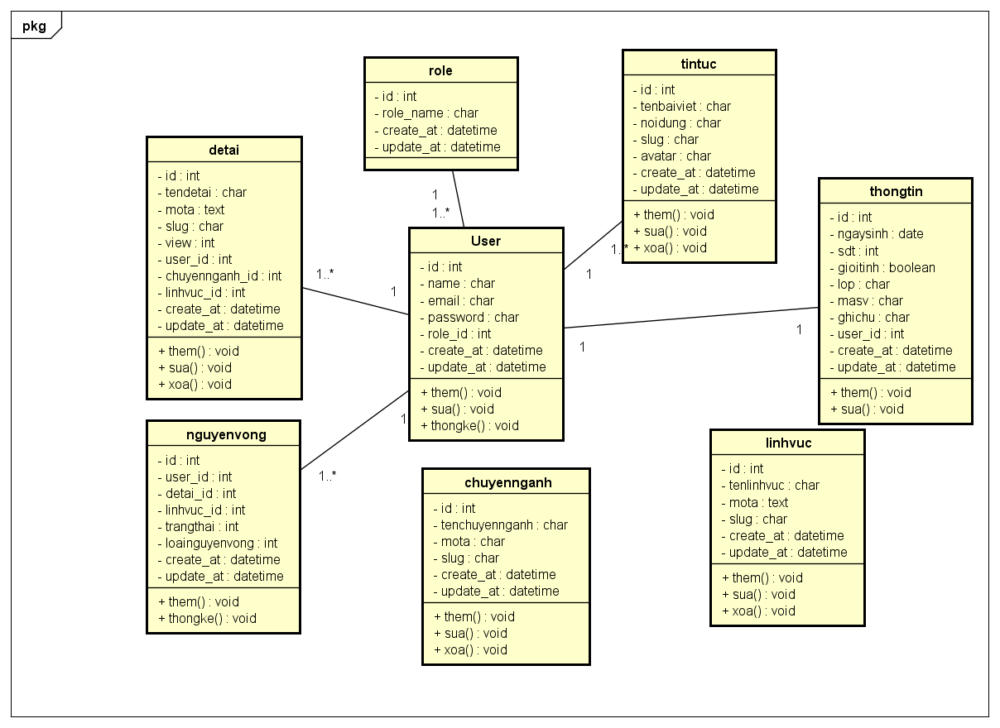 pkg
role
- id : int
- role_name : char
- create_at : datetime
- update_at : datetime
tintuc
- id : int
- tenbaiviet : char
- noidung : char
- slug : char
- avatar : char
- create_at : datetime
- update_at : datetime
+ them() : void
+ sua() : void
+ xoa() : void
detai
- id : int
- tendetai : char
- mota : text
- slug : char
- view : int
- user_id : int
- chuyennganh_id : int
- linhvuc_id : int
- create_at : datetime
- update_at : datetime
+ them() : void
+ sua() : void
+ xoa() : void
thongtin
- id : int
- ngaysinh : date
- sdt : int
- gioitinh : boolean
- lop : char
- masv : char
- ghichu : char
- user_id : int
- create_at : datetime
- update_at : datetime
+ them() : void
+ sua() : void
1
1..*
User
- id : int
- name : char
- email : char
- password : char
- role_id : int
- create_at : datetime
- update_at : datetime
+ them() : void
+ sua() : void
+ thongke() : void
1..*
1
1..*
1
1
1
1
1..*
nguyenvong
- id : int
- user_id : int
- detai_id : int
- linhvuc_id : int
- trangthai : int
- loainguyenvong : int
- create_at : datetime
- update_at : datetime
+ them() : void
+ thongke() : void
chuyennganh
- id : int
- tenchuyennganh : char
- mota : char
- slug : char
- create_at : datetime
- update_at : datetime
+ them() : void
+ sua() : void
+ xoa() : void
linhvuc
- id : int
- tenlinhvuc : char
- mota : text
- slug : char
- create_at : datetime
- update_at : datetime
+ them() : void
+ sua() : void
+ xoa() : void